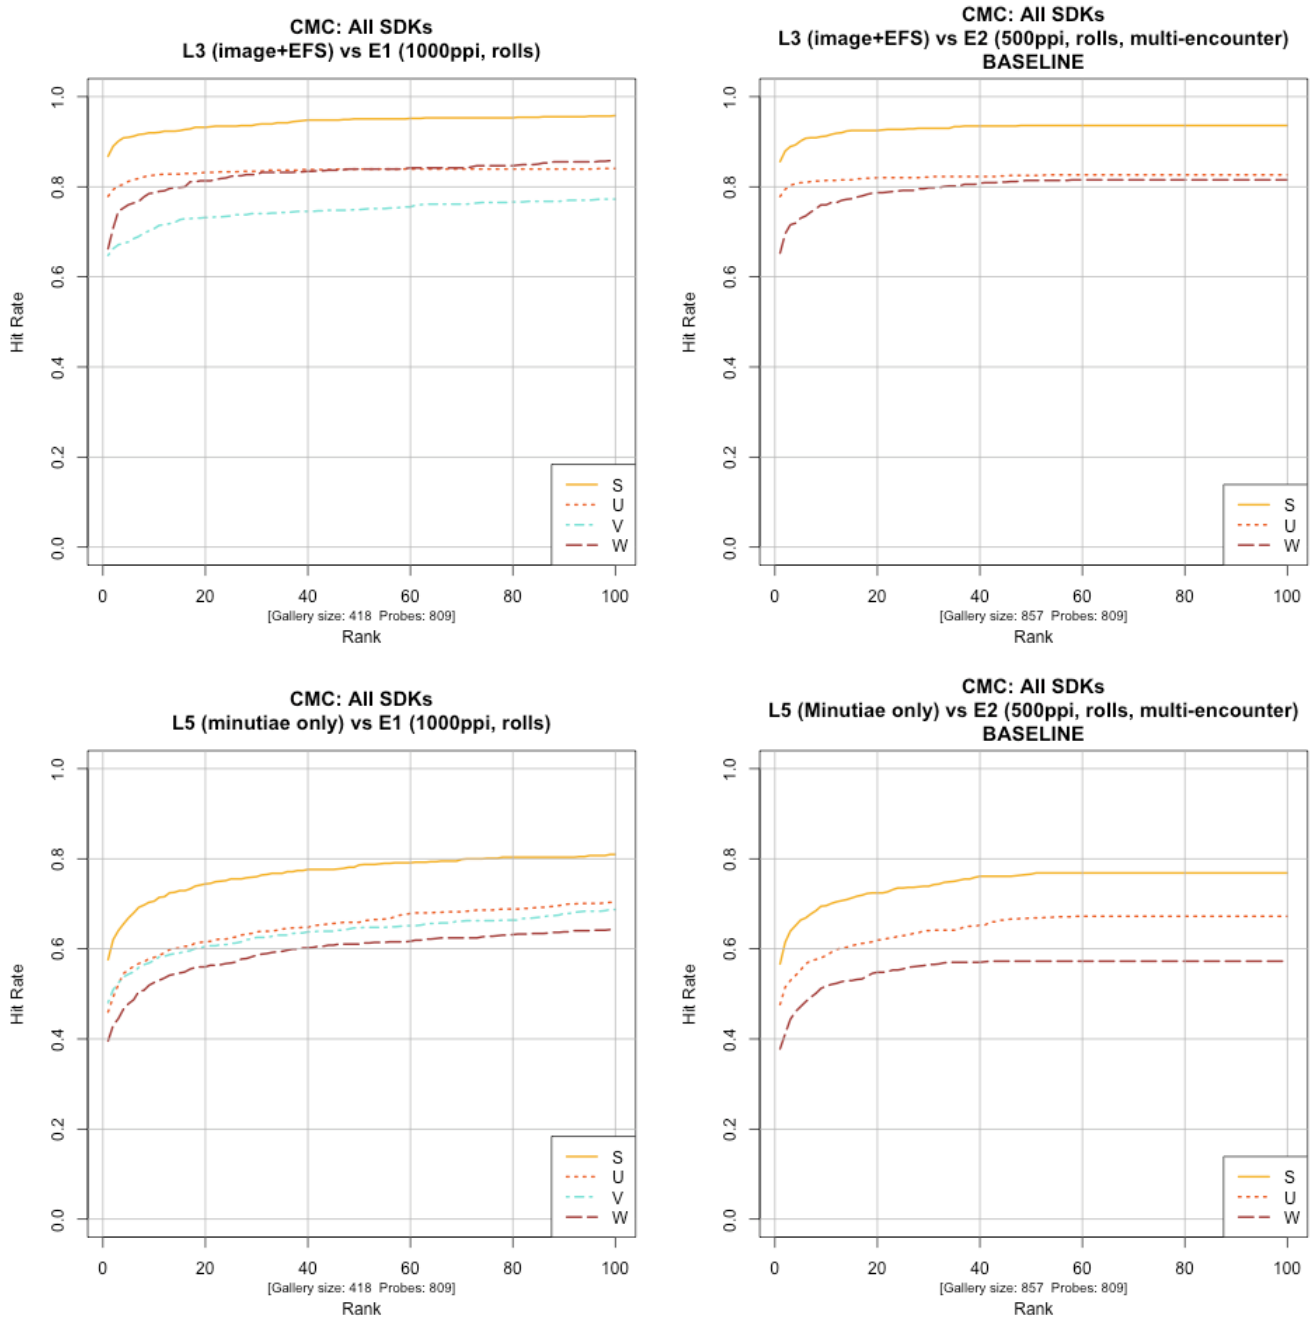 CMC: All SDKs
L3 (image+EFS) vs E1 (1000ppi, rolls)
Hit Rate
1.0
0.8
0.6
0.4
0.2
0.0
S
U
V
W
0 20 40 60 80 100
[Gallery size: 418 Probes: 809]
Rank
CMC: All SDKs
L3 (image+EFS) vs E2 (500ppi, rolls, multi-encounter)
BASELINE
Hit Rate
1.0
0.8
0.6
0.4
0.2
0.0
S
U
W
0 20 40 60 80 100
[Gallery size: 857 Probes: 809]
Rank
CMC: All SDKs
L5 (minutiae only) vs E1 (1000ppi, rolls)
Hit Rate
1.0
0.8
0.6
0.4
0.2
0.0
S
U
V
W
0 20 40 60 80 100
[Gallery size: 418 Probes: 809]
Rank
CMC: All SDKs
L5 (Minutiae only) vs E2 (500ppi, rolls, multi-encounter)
BASELINE
Hit Rate
1.0
0.8
0.6
0.4
0.2
0.0
S
U
W
0 20 40 60 80 100
[Gallery size: 857 Probes: 809]
Rank